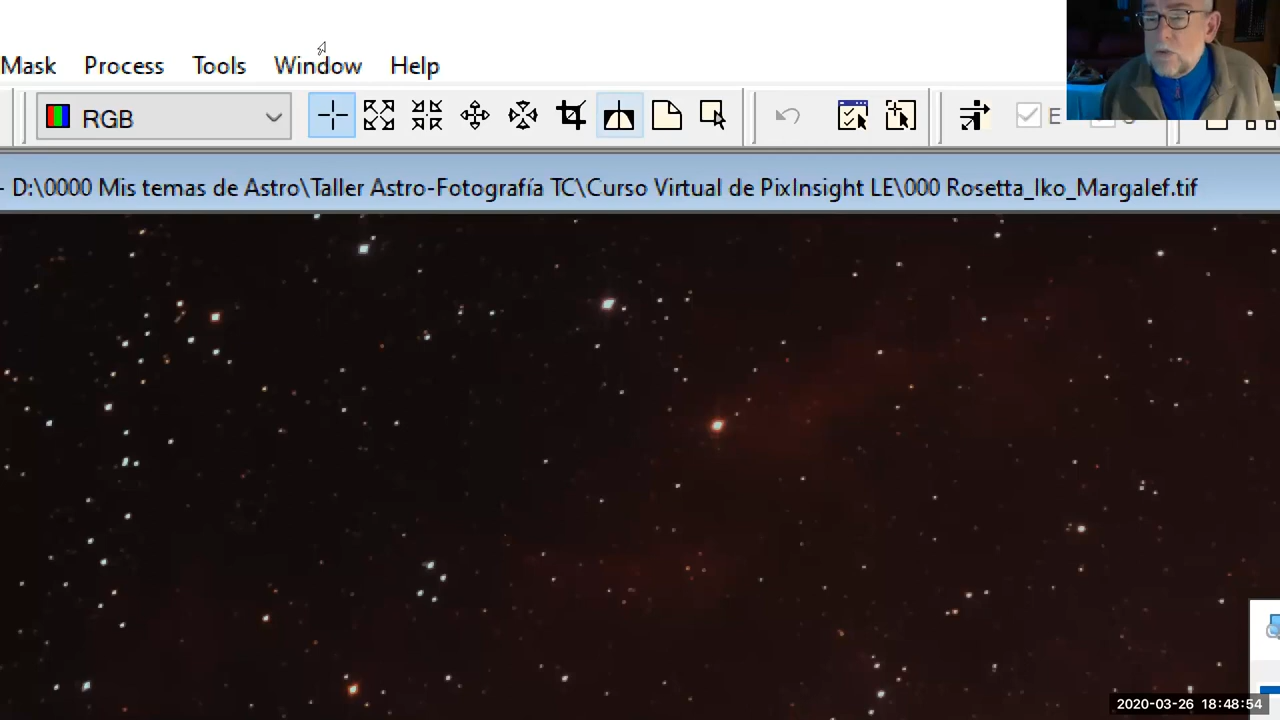 Mask Process Tools Window Help
RGB
E
- D:\0000 Mis temas de Astro\Taller Astro-Fotografía TC\Curso Virtual de PixInsight LE\000 Rosetta_Iko_Margalef.tif
2020-03-26 18:48:54